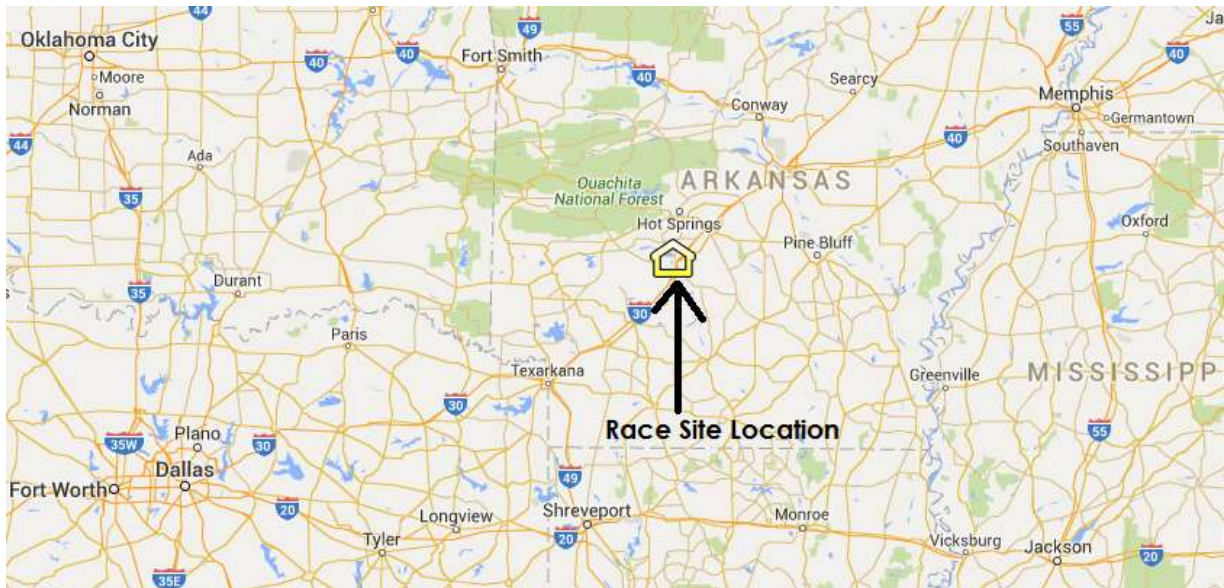 44
49
55
Ja
Oklahoma City
Fort Smith
40
40
40
40
Moore
Searcy
Norman
Conway
Memphis
Germantown
44
40
Southaven
Ada
Ouachita
National Forest
ARKANSAS
35
Hot Springs
Oxford
Pine Bluff
Durant
35
30
Paris
Texarkana
Greenville
MISSISSIPP
30
Race Site Location
55
Plano
35W
30
Dallas
49
Fort Worth
20
Longview
Shreveport
Monroe
Tyler
20
Vicksburg
Jackson
20
35E